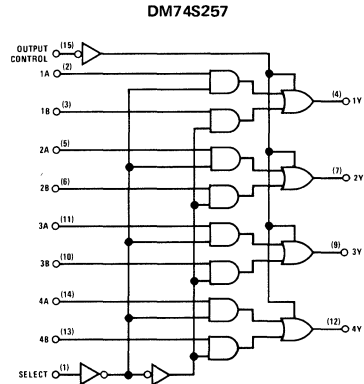 DM74S257
OUTPUT CONTROL (15)
1A (2)
(4) 1Y
1B (3)
2A (5)
(7) 2Y
2B (6)
3A (11)
(9) 3Y
3B (10)
4A (14)
(12) 4Y
4B (13)
SELECT (1)